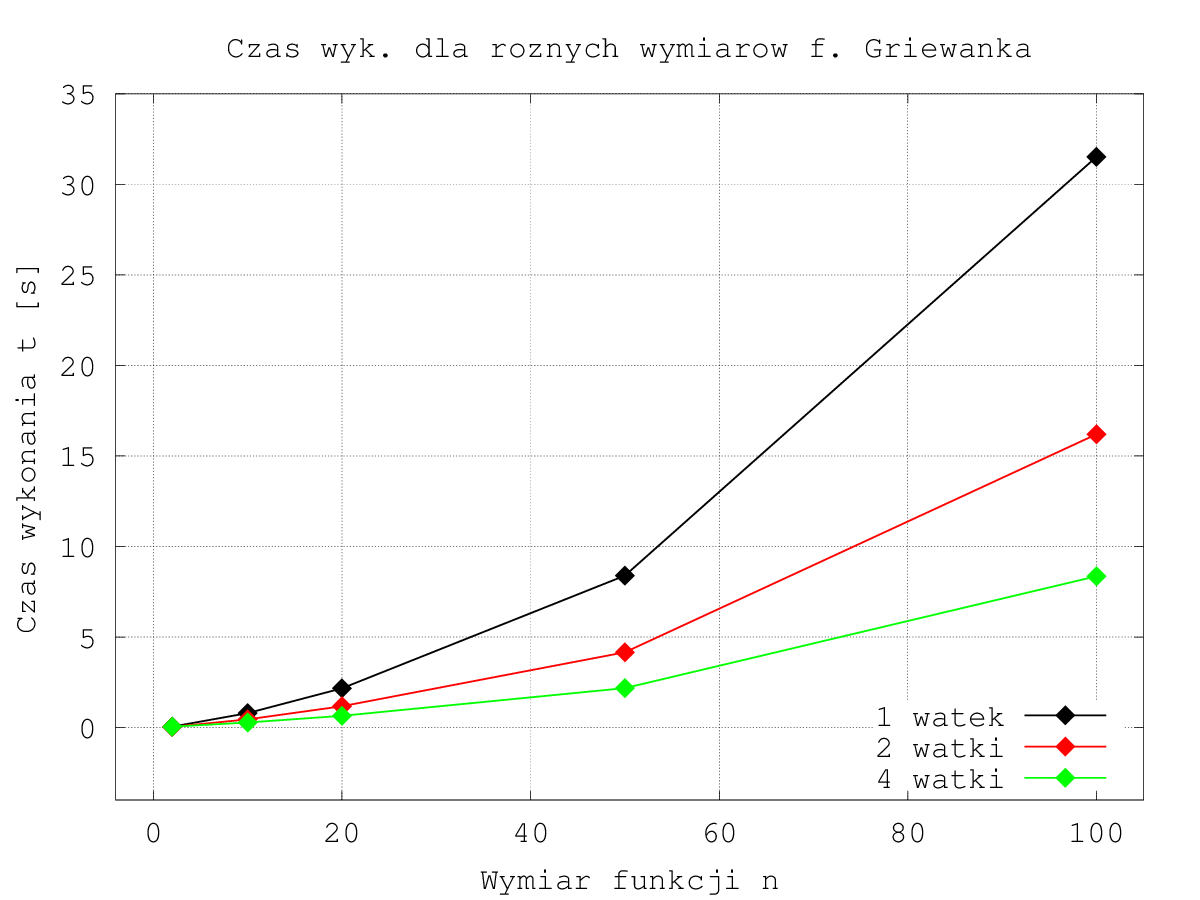 Czas wyk. dla roznych wymiarow f. Griewanka
35
30
25
20
15
10
5
0
Czas wykonania t [s]
1 watek
2 watki
4 watki
0 20 40 60 80 100
Wymiar funkcji n